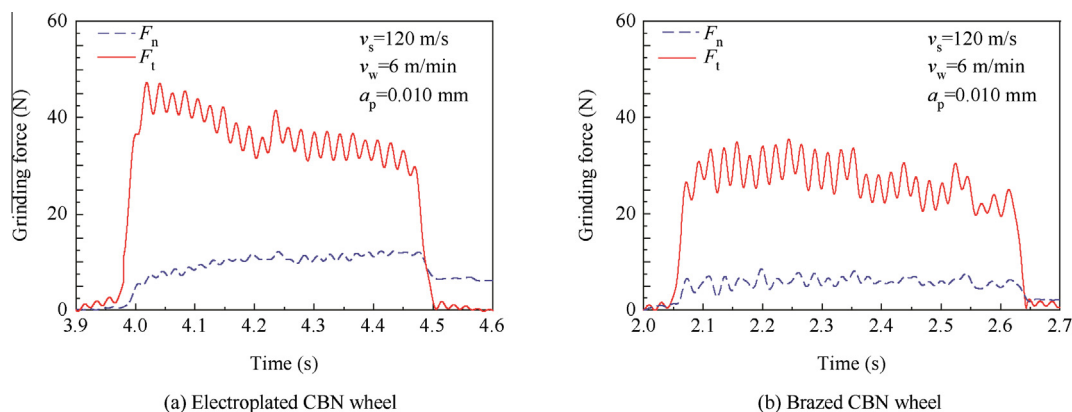 60
40
20
0
Grinding force (N)
Fn
Ft
vs=120 m/s
vw=6 m/min
ap=0.010 mm
3.9 4.0 4.1 4.2 4.3 4.4 4.5 4.6
Time (s)
(a) Electroplated CBN wheel
60
40
20
0
Grinding force (N)
Fn
Ft
vs=120 m/s
vw=6 m/min
ap=0.010 mm
2.0 2.1 2.2 2.3 2.4 2.5 2.6 2.7
Time (s)
(b) Brazed CBN wheel